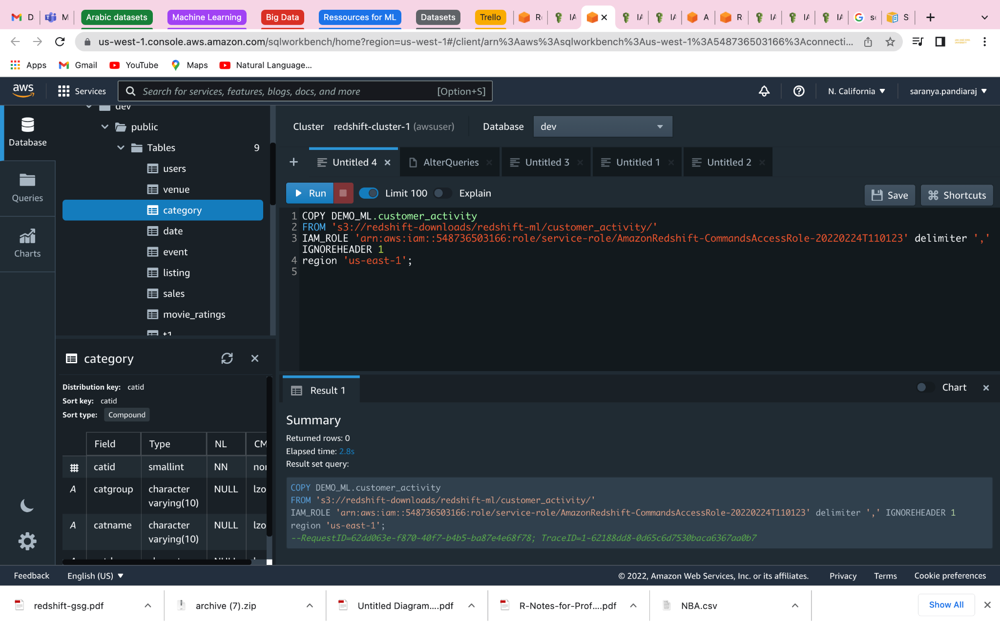 D
M
Arabic datasets
Machine Learning
Big Data
Ressources for ML
Datasets
Trello
IA
IA
IA
A
IA
IA
IA
S
us-west-1.console.aws.amazon.com/sqlworkbench/home?region=us-west-1#/client/arn%3Aaws%3Asqlworkbench%3Aus-west-1%3A548736503166%3Aconnecti...
Apps
Gmail
YouTube
Maps
Natural Language...
aws
Services
Search for services, features, blogs, docs, and more
[Option+S]
N. California
saranya.pandiaraj
Database
Queries
Charts
dev
public
Tables
9
users
venue
category
date
event
listing
sales
movie_ratings
t1
category
Distribution key: catid
Sort key: catid
Sort type: Compound
Field Type NL CM
catid smallint NN
A catgroup character varying(10) NULL lzo
A catname character varying(10) NULL lzo
Cluster redshift-cluster-1 (awsuser)
Database dev
Untitled 4
AlterQueries
Untitled 3
Untitled 1
Untitled 2
Run
Limit 100
Explain
Save
Shortcuts
1 COPY DEMO_ML.customer_activity
2 FROM 's3://redshift-downloads/redshift-ml/customer_activity/'
3 IAM_ROLE 'arn:aws:iam::548736503166:role/service-role/AmazonRedshift-CommandsAccessRole-20220224T110123' delimiter ','
IGNOREHEADER 1
4 region 'us-east-1';
5
Result 1
Chart
Summary
Returned rows: 0
Elapsed time: 2.8s
Result set query:
COPY DEMO_ML.customer_activity
FROM 's3://redshift-downloads/redshift-ml/customer_activity/'
IAM_ROLE 'arn:aws:iam::548736503166:role/service-role/AmazonRedshift-CommandsAccessRole-20220224T110123' delimiter ',' IGNOREHEADER 1
region 'us-east-1';
--RequestID=62dd063e-f870-40f7-b4b5-ba87e4e68f78; TraceID=1-62188dd8-0d65c6d7530baca6367aa0b7
Feedback
English (US)
© 2022, Amazon Web Services, Inc. or its affiliates.
Privacy
Terms
Cookie preferences
redshift-gsg.pdf
archive (7).zip
Untitled Diagram....pdf
R-Notes-for-Prof....pdf
NBA.csv
Show All